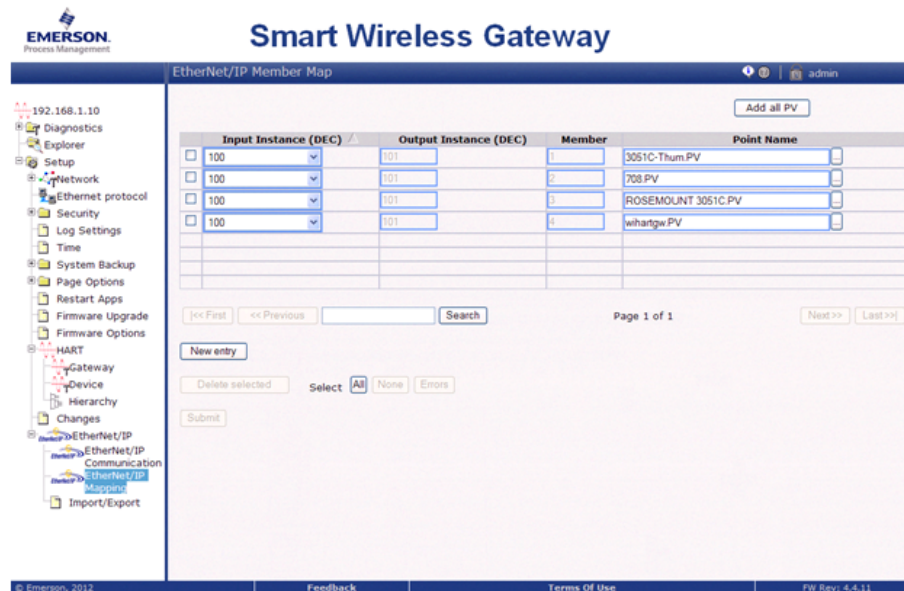 EMERSON.
Process Management
Smart Wireless Gateway
EtherNet/IP Member Map
admin
192.168.1.10
Diagnostics
Explorer
Setup
Network
Ethernet protocol
Security
Log Settings
Time
System Backup
Page Options
Restart Apps
Firmware Upgrade
Firmware Options
HART
Gateway
Device
Hierarchy
Changes
EtherNet/IP
EtherNet/IP
Communication
EtherNet/IP
Mapping
Import/Export
Add all PV
Input Instance (DEC) Output Instance (DEC) Member Point Name
100 101 1 3051C-Thum.PV ...
100 101 2 708.PV ...
100 101 3 ROSEMOUNT 3051C.PV ...
100 101 4 wihartgw.PV ...
|<< First << Previous Search Page 1 of 1 Next >> Last >>|
New entry
Delete selected Select All None Errors
Submit
© Emerson, 2012 Feedback Terms Of Use FW Rev: 4.4.11